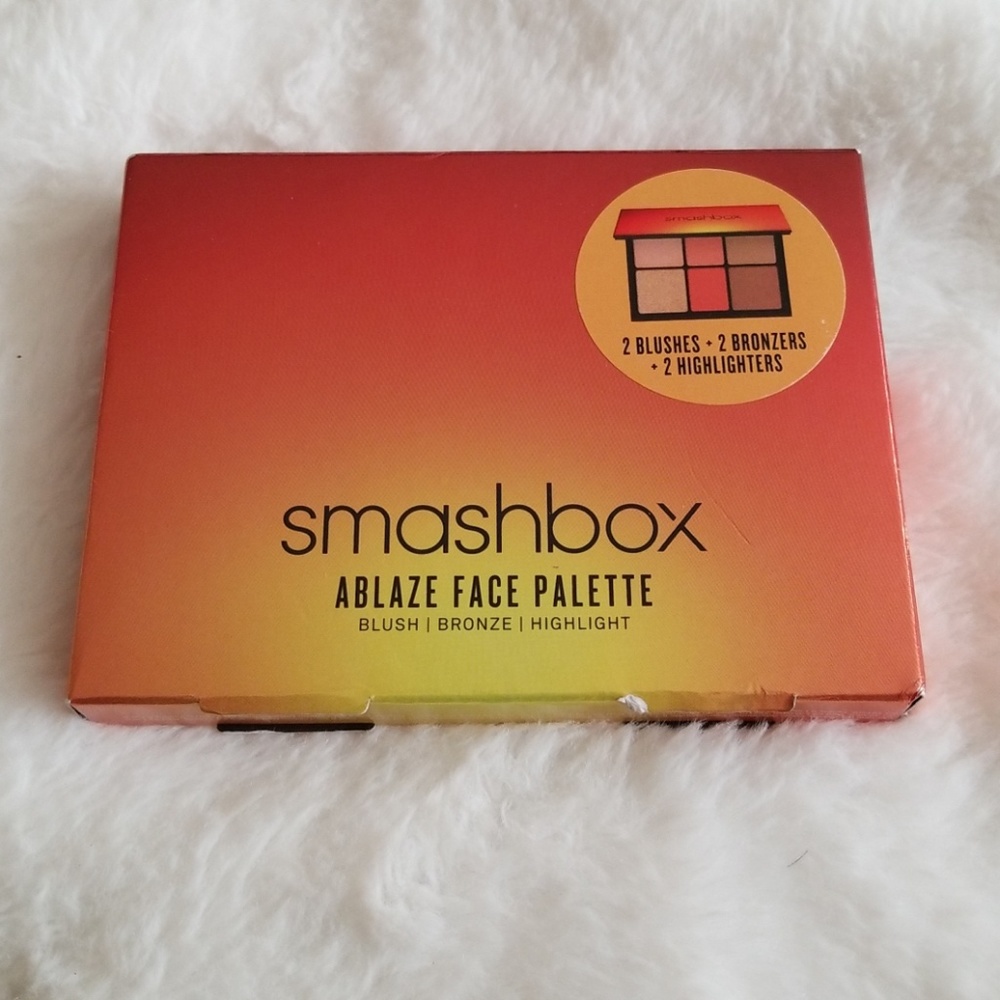 smashbox
2 BLUSHES + 2 BRONZERS
+ 2 HIGHLIGHTERS
smashbox
ABLAZE FACE PALETTE
BLUSH | BRONZE | HIGHLIGHT